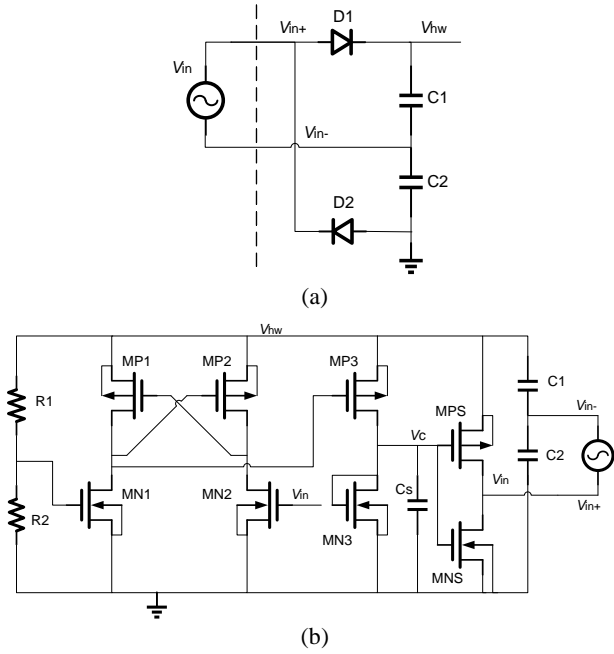 Vin+
D1
Vhw
Vin
C1
Vin-
C2
D2
(a)
Vhw
MP1
MP2
MP3
C1
R1
MPS
Vin-
Vc
C2
Vin
MN1
MN2
Vin
Cs
Vin+
R2
MN3
MNS
(b)